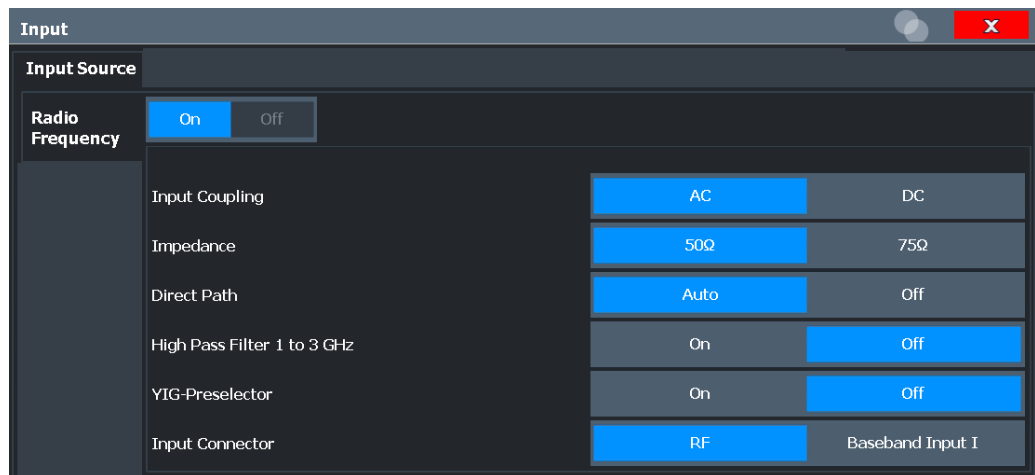 Input
X
Input Source
Radio
Frequency
On Off
Input Coupling AC DC
Impedance 50Ω 75Ω
Direct Path Auto Off
High Pass Filter 1 to 3 GHz On Off
YIG-Preselector On Off
Input Connector RF Baseband Input I